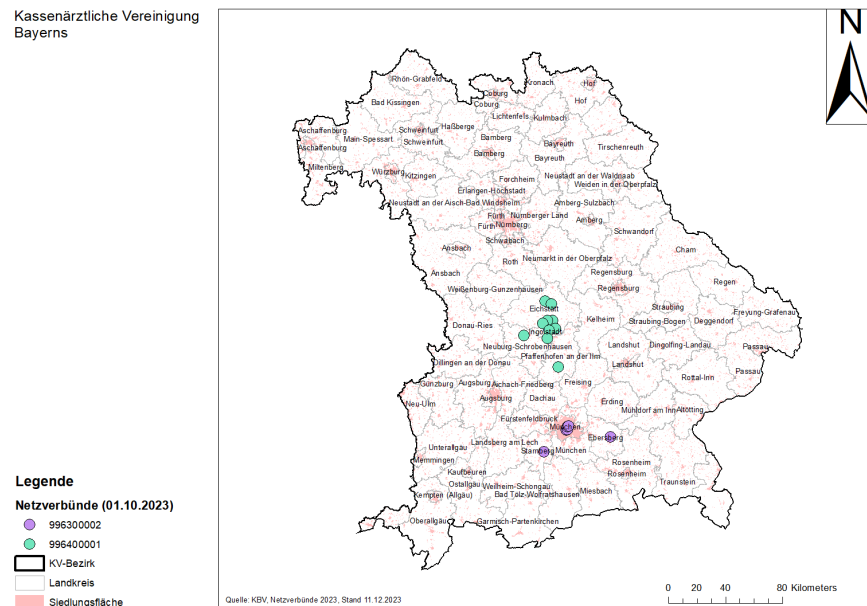 Kassenärztliche Vereinigung
Bayerns
N
Rhön-Grabfeld
Kronach
Hof
Coburg
Coburg
Hof
Bad Kissingen
Lichtenfels
Kulmbach
Aschaffenburg
Aschaffenburg
Main-Spessart
Schweinfurt
Schweinfurt
Haßberge
Bamberg
Bamberg
Bayreuth
Bayreuth
Tirschenreuth
Miltenberg
Würzburg
Kitzingen
Forchheim
Neustadt an der Waldnaab
Weiden in der Oberpfalz
Erlangen-Höchstadt
Neustadt an der Aisch-Bad Windsheim
Amberg-Sulzbach
Fürth
Nürnberger Land
Amberg
Fürth
Nürnberg
Schwandorf
Schwabach
Ansbach
Cham
Roth
Neumarkt in der Oberpfalz
Ansbach
Regensburg
Regen
Weißenburg-Gunzenhausen
Regensburg
Eichstätt
Straubing
Freyung-Grafenau
Donau-Ries
Ingolstadt
Kelheim
Straubing-Bogen
Deggendorf
Neuburg-Schrobenhausen
Landshut
Dingolfing-Landau
Passau
Pfaffenhofen an der Ilm
Dillingen an der Donau
Landshut
Passau
Günzburg
Augsburg
Aichach-Friedberg
Freising
Rottal-Inn
Augsburg
Dachau
Erding
Neu-Ulm
Mühldorf am Inn
Altötting
Fürstenfeldbruck
München
Ebersberg
Unterallgäu
Landsberg am Lech
Starnberg
München
Memmingen
Rosenheim
Kaufbeuren
Rosenheim
Traunstein
Ostallgäu
Weilheim-Schongau
Miesbach
Kempten (Allgäu)
Bad Tölz-Wolfratshausen
Oberallgäu
Garmisch-Partenkirchen
Legende
Netzverbünde (01.10.2023)
996300002
996400001
KV-Bezirk
Landkreis
Siedlungsfläche
Quelle: KBV, Netzverbünde 2023, Stand 11.12.2023
0 20 40 80 Kilometers